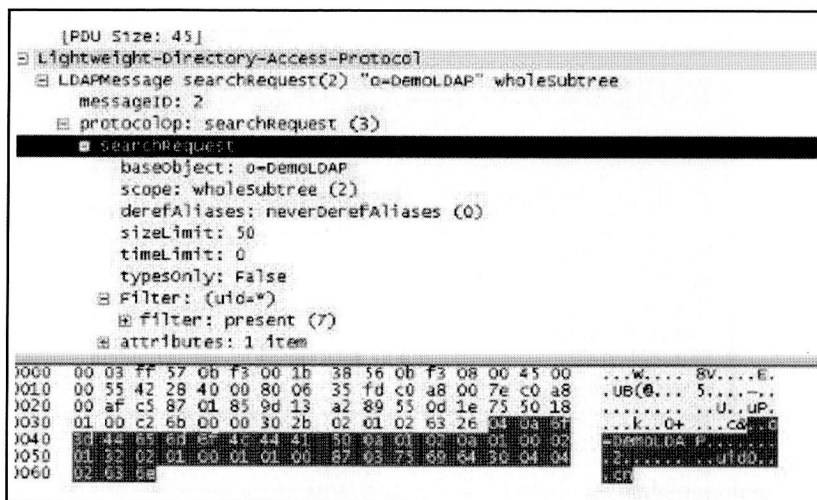 [PDU Size: 45]
Lightweight-Directory-Access-Protocol
LDAPMessage searchRequest(2) "o=DemoLDAP" wholeSubtree
messageID: 2
protocolOp: searchRequest (3)
searchRequest
baseObject: o=DemoLDAP
scope: wholeSubtree (2)
derefAliases: neverDerefAliases (0)
sizeLimit: 50
timeLimit: 0
typesOnly: False
Filter: (uid=*)
filter: present (7)
attributes: 1 item
0000 00 03 ff 57 0b f3 00 1b 38 56 0b f3 08 00 45 00 ...W.... 8V....E.
0010 00 55 42 28 40 00 80 06 35 fd c0 a8 00 7e c0 a8 .UB(@... 5....~..
0020 00 af c5 87 01 85 9d 13 a2 89 55 0d 1e 75 50 18 ........ ..U..uP.
0030 01 00 c2 6b 00 00 30 2b 02 01 02 63 26 04 0a 6f ...k..0+ ...c&..o
0040 3d 44 65 6d 6f 4c 44 41 50 0a 01 02 0a 01 00 02 =DemoLDA P.......
0050 01 32 02 01 00 01 01 00 87 03 75 69 64 30 04 04 .2...... ..uid0..
0060 02